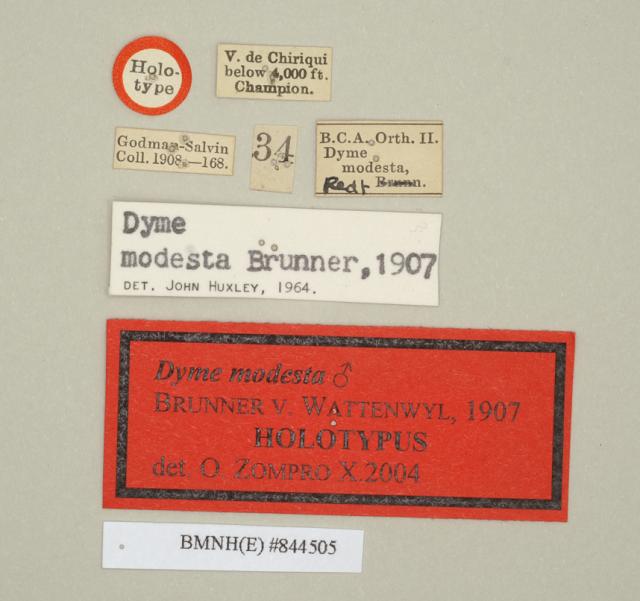 Holo-
type
V. de Chiriqui
below 4,000 ft.
Champion.
Godman-Salvin
Coll. 1908.—168.
34
B.C.A. Orth. II.
Dyme
modesta,
Redt Brunn.
Dyme
modesta Brunner, 1907
DET. JOHN HUXLEY, 1964.
Dyme modesta ♂
BRUNNER V. WATTENWYL, 1907
HOLOTYPUS
det. O. ZOMPRO X.2004
BMNH(E) #844505